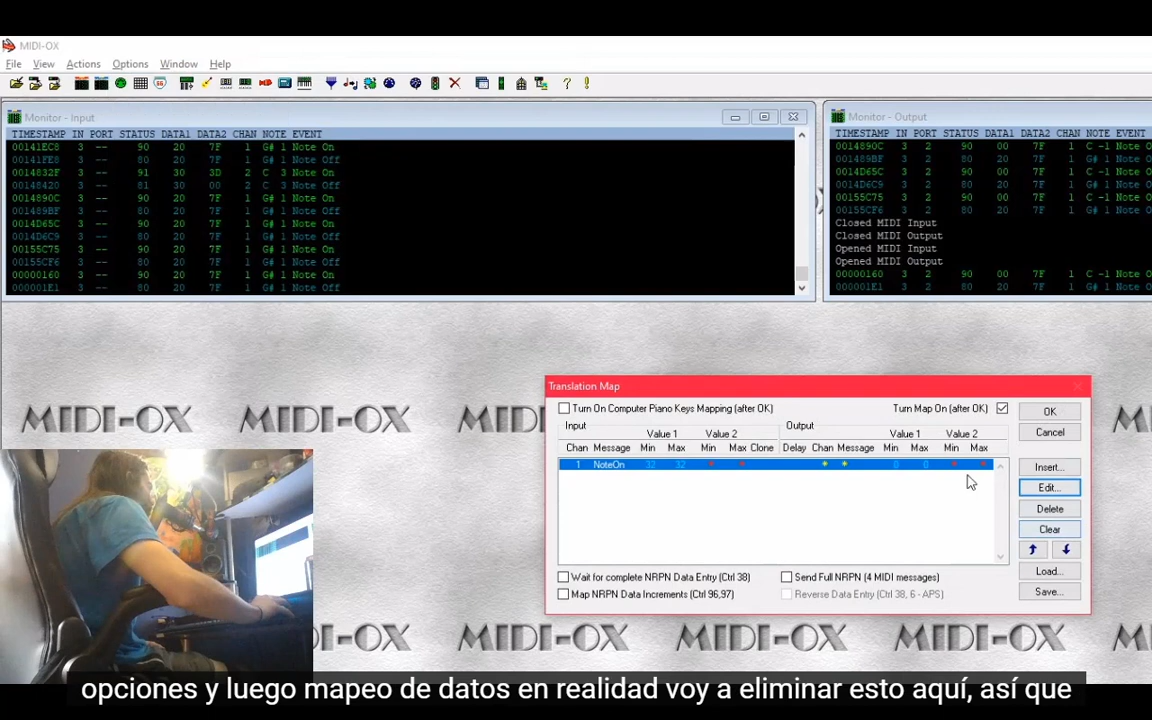 MIDI-OX
File View Actions Options Window Help
Monitor - Input
TIMESTAMP IN PORT STATUS DATA1 DATA2 CHAN NOTE EVENT
00141EC8 3 -- 90 20 7F 1 G# 1 Note On
00141FE8 3 -- 80 20 7F 1 G# 1 Note Off
0014832F 3 -- 91 30 3D 2 C 3 Note On
00148420 3 -- 81 30 00 2 C 3 Note Off
0014890C 3 -- 90 20 7F 1 G# 1 Note On
001489BF 3 -- 80 20 7F 1 G# 1 Note Off
0014D65C 3 -- 90 20 7F 1 G# 1 Note On
0014D6C9 3 -- 80 20 7F 1 G# 1 Note Off
00155C75 3 -- 90 20 7F 1 G# 1 Note On
00155CF6 3 -- 80 20 7F 1 G# 1 Note Off
00000160 3 -- 90 20 7F 1 G# 1 Note On
000001E1 3 -- 80 20 7F 1 G# 1 Note Off
Monitor - Output
TIMESTAMP IN PORT STATUS DATA1 DATA2 CHAN NOTE EVENT
0014890C 3 2 90 00 7F 1 C -1 Note O
001489BF 3 2 80 20 7F 1 G# 1 Note O
0014D65C 3 2 90 00 7F 1 C -1 Note O
0014D6C9 3 2 80 20 7F 1 G# 1 Note O
00155C75 3 2 90 00 7F 1 C -1 Note O
00155CF6 3 2 80 20 7F 1 G# 1 Note O
Closed MIDI Input
Closed MIDI Output
Opened MIDI Input
Opened MIDI Output
00000160 3 2 90 00 7F 1 C -1 Note O
000001E1 3 2 80 20 7F 1 G# 1 Note O
MIDI-OX MIDI-OX
Translation Map
Turn On Computer Piano Keys Mapping (after OK) Turn Map On (after OK)
Input Output
Value 1 Value 2 Value 1 Value 2
Chan Message Min Max Min Max Clone Delay Chan Message Min Max Min Max
1 NoteOn 32 32 * * * * 0 0 * *
OK
Cancel
Insert...
Edit...
Delete
Clear
Load...
Save...
Wait for complete NRPN Data Entry (Ctrl 38) Send Full NRPN (4 MIDI messages)
Map NRPN Data Increments (Ctrl 96,97) Reverse Data Entry (Ctrl 38, 6 - APS)
MIDI-OX MIDI-OX MIDI-OX
opciones y luego mapeo de datos en realidad voy a eliminar esto aquí, así que